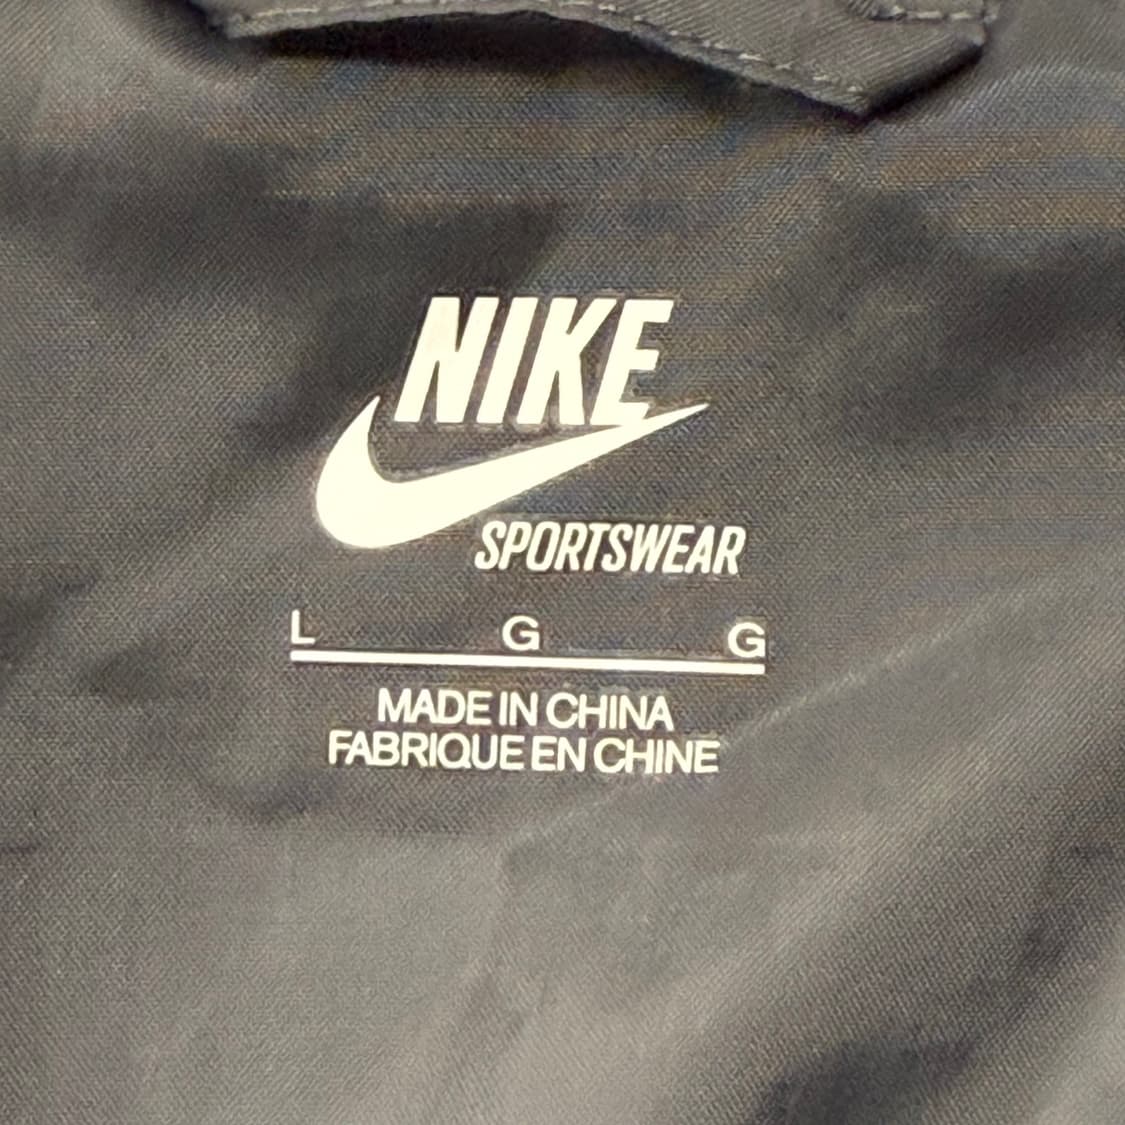 NIKE
SPORTSWEAR
L G G
MADE IN CHINA
FABRIQUE EN CHINE